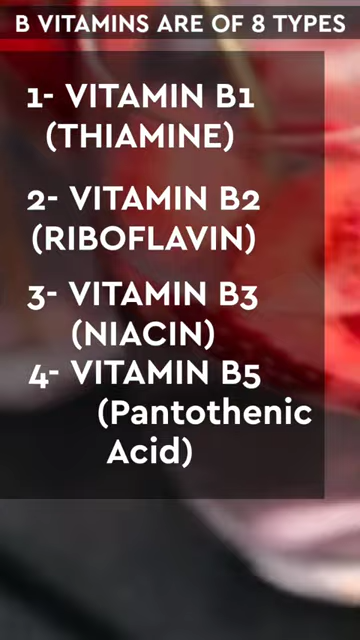 B VITAMINS ARE OF 8 TYPES
1- VITAMIN B1
(THIAMINE)
2- VITAMIN B2
(RIBOFLAVIN)
3- VITAMIN B3
(NIACIN)
4- VITAMIN B5
(Pantothenic
Acid)